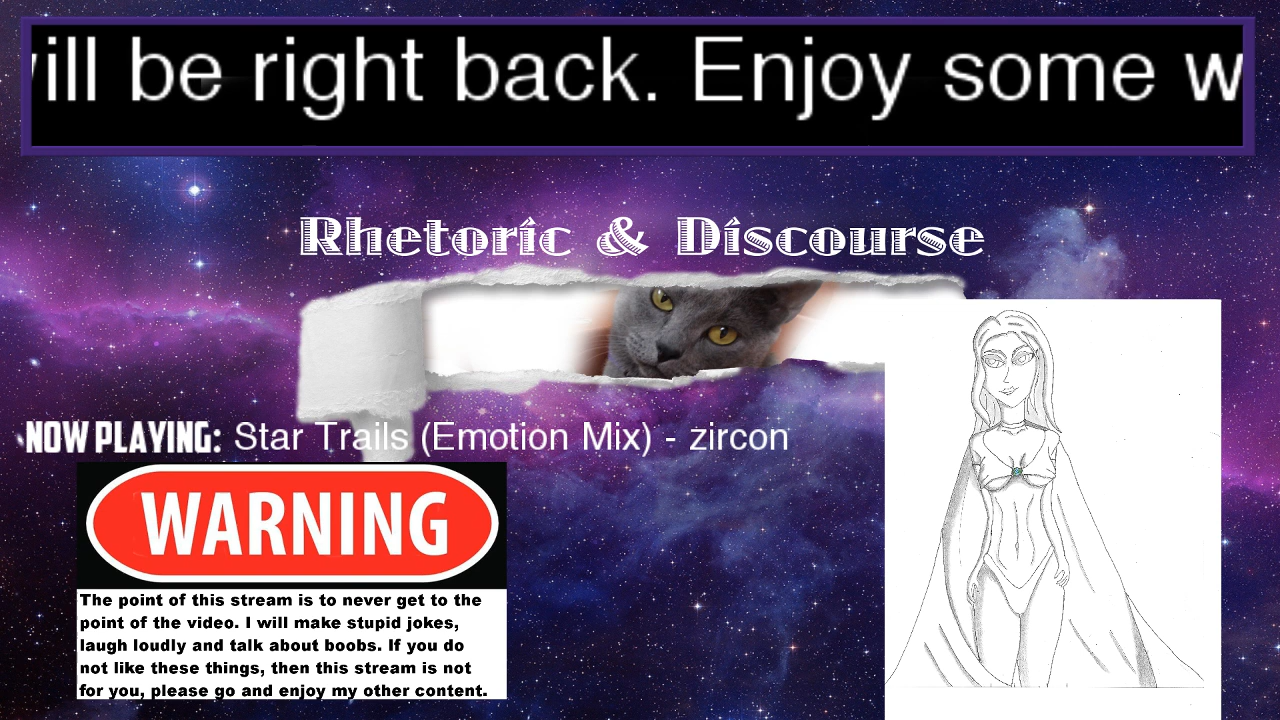 ill be right back. Enjoy some w
Rhetoric & Discourse
NOW PLAYING: Star Trails (Emotion Mix) - zircon
WARNING
The point of this stream is to never get to the
point of the video. I will make stupid jokes,
laugh loudly and talk about boobs. If you do
not like these things, then this stream is not
for you, please go and enjoy my other content.